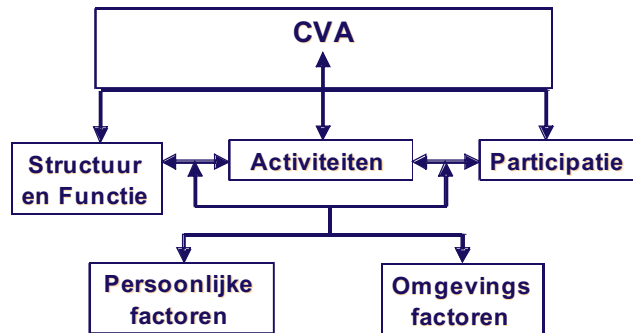 CVA
Structuur
en Functie
Activiteiten
Participatie
Persoonlijke
factoren
Omgevings
factoren